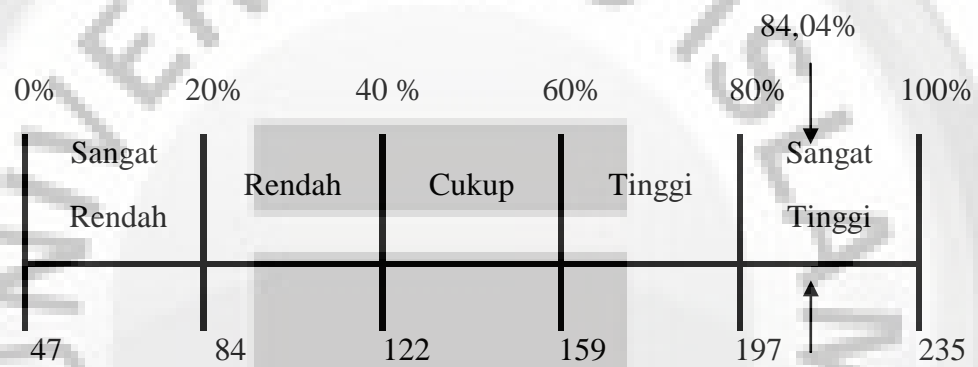 84,04%
0% 20% 40 % 60% 80% 100%
Sangat Sangat
Rendah Cukup Tinggi
Rendah Tinggi
47 84 122 159 197 235